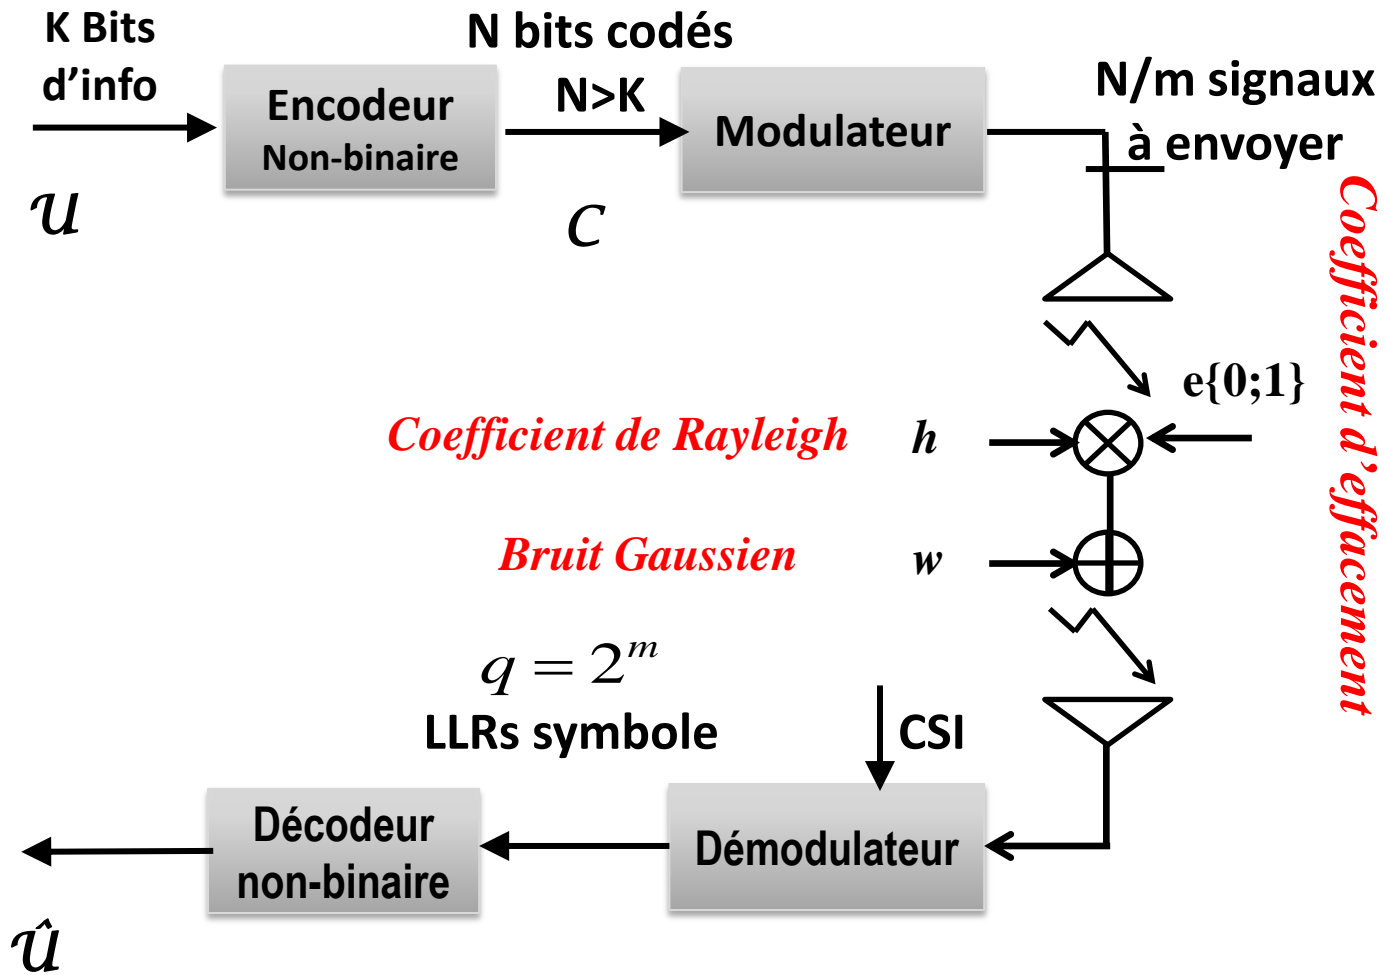 K Bits
d'info
N bits codés
N>K
N/m signaux
à envoyer
Encodeur
Non-binaire
Modulateur
u
C
Coefficient d'effacement
e{0;1}
Coefficient de Rayleigh h
Bruit Gaussien w
q = 2^m
LLRs symbole
CSI
Décodeur
non-binaire
Démodulateur
û